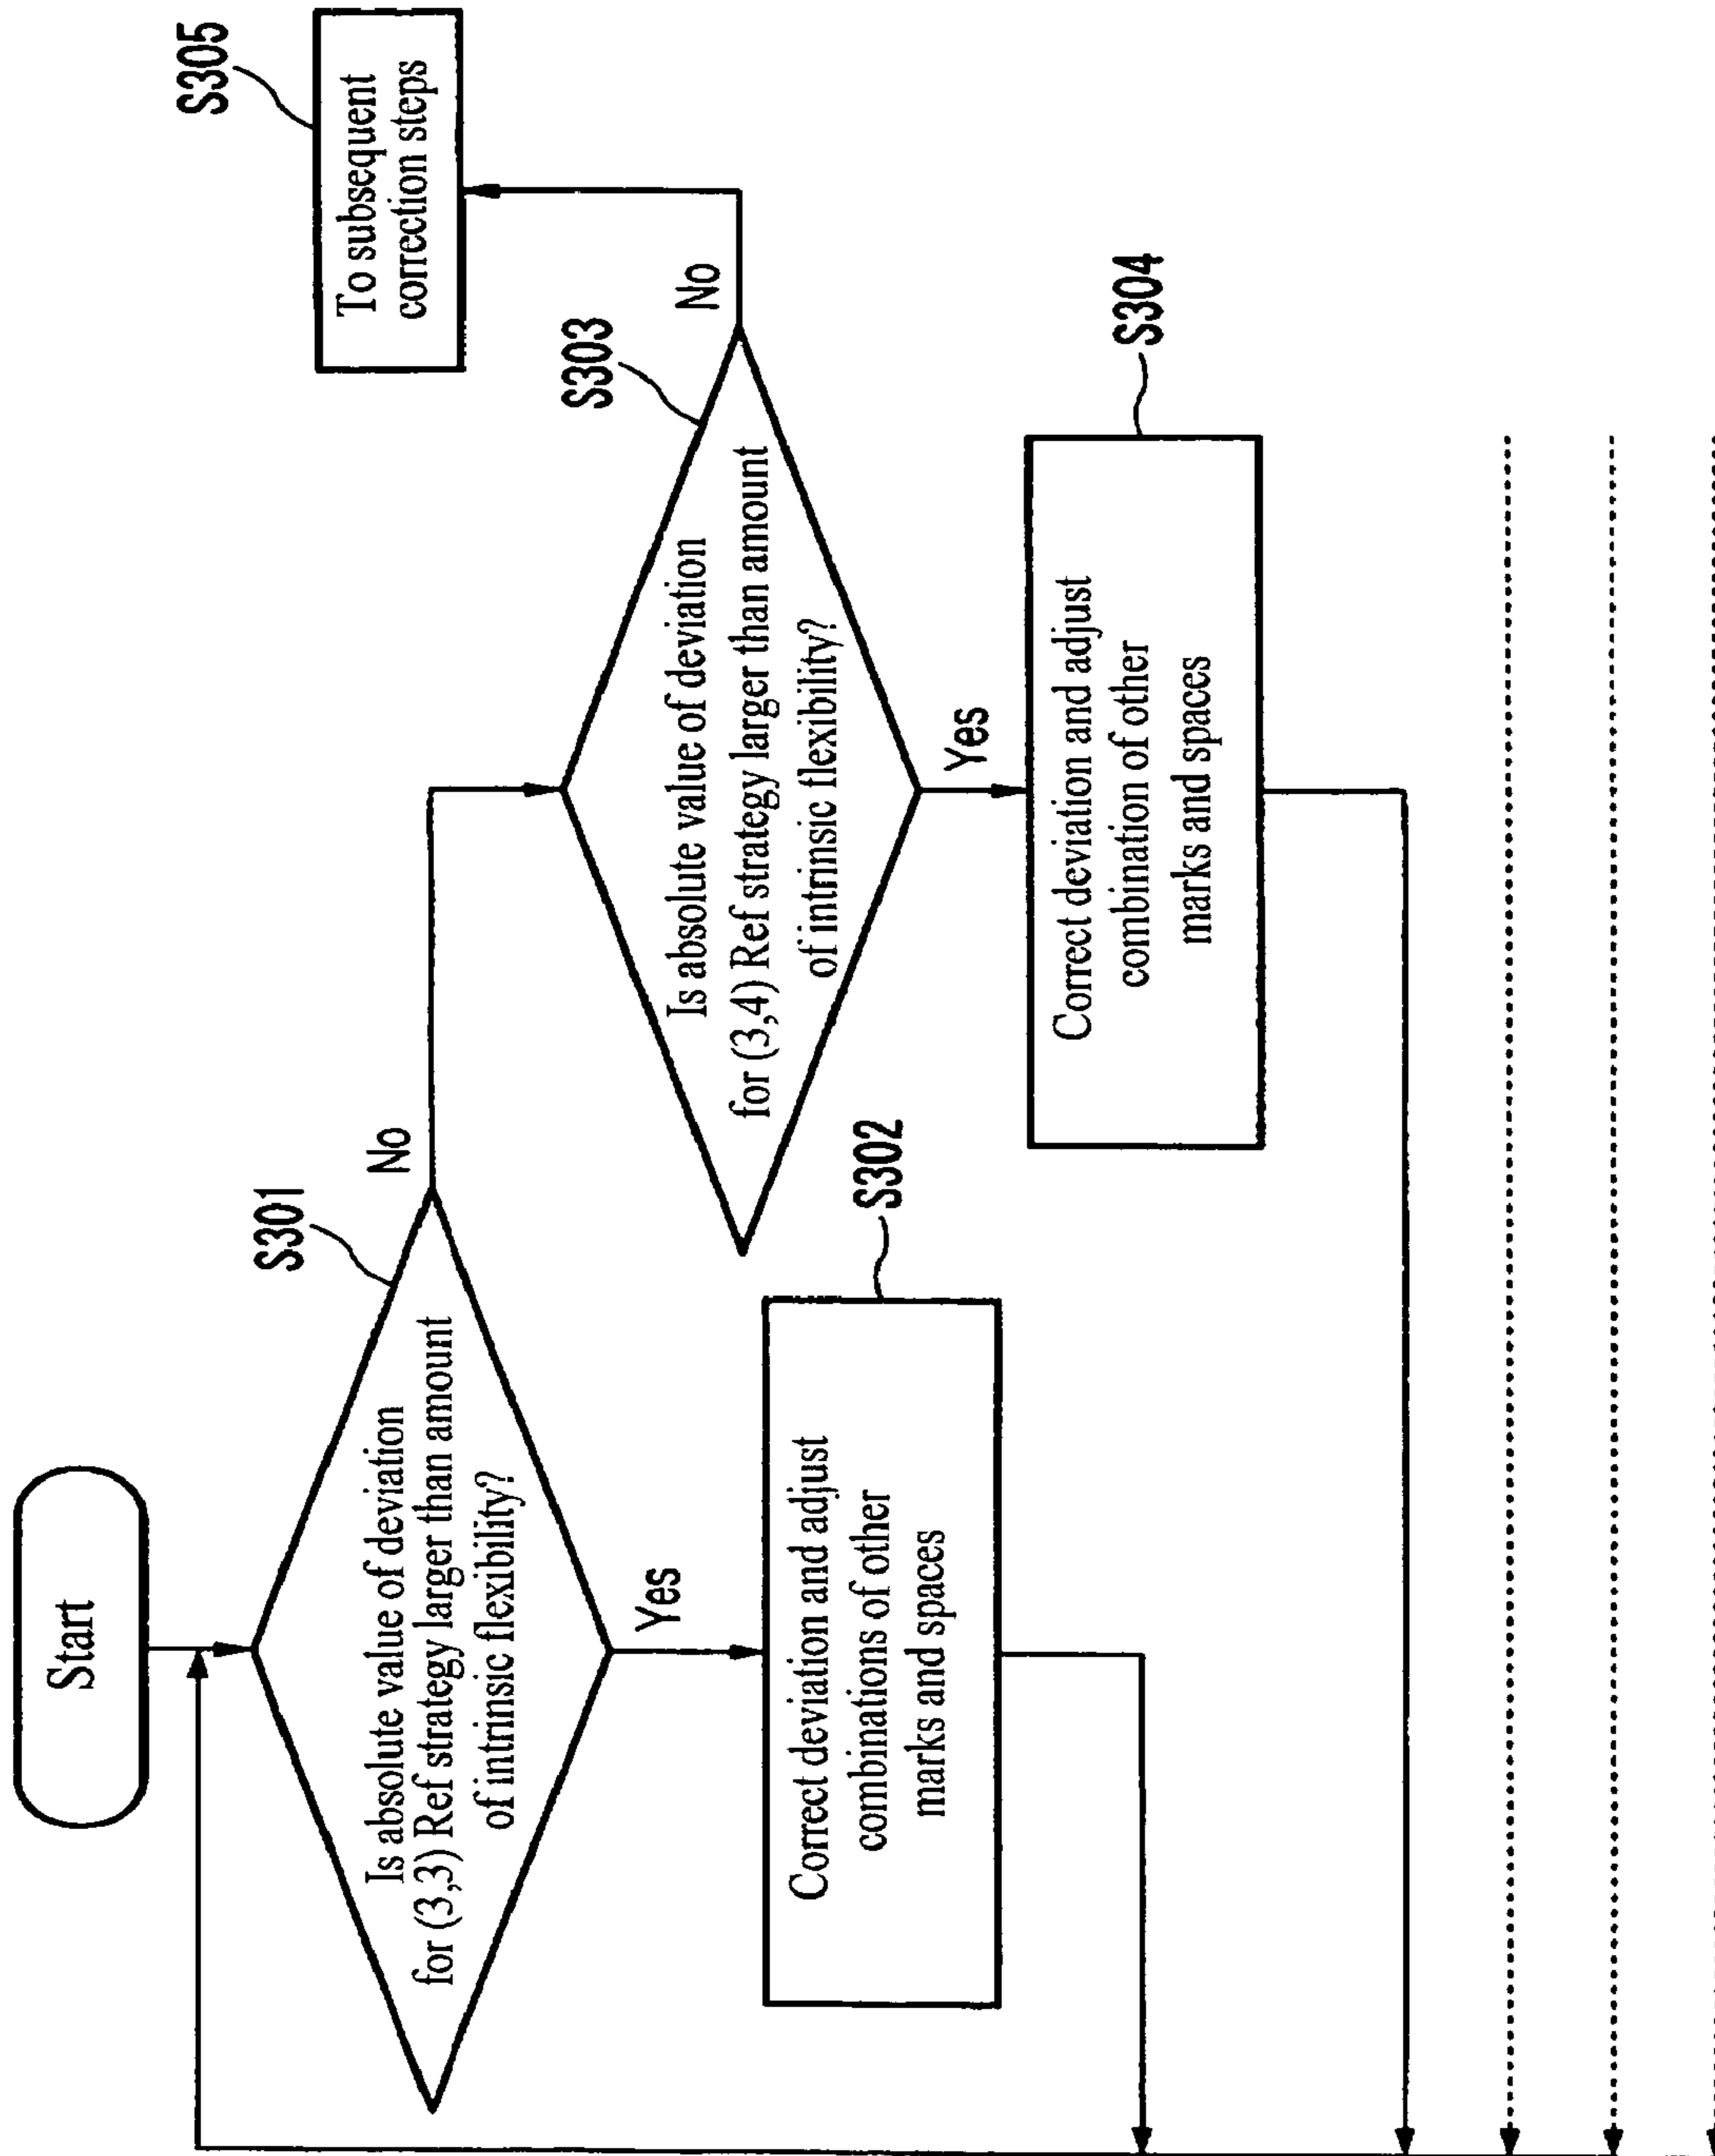 Start
S301
Is absolute value of deviation
for (3,3) Ref strategy larger than amount
of intrinsic flexibility?
No
Yes
S302
Correct deviation and adjust
combinations of other
marks and spaces
S303
Is absolute value of deviation
for (3,4) Ref strategy larger than amount
of intrinsic flexibility?
No
Yes
S304
Correct deviation and adjust
combination of other
marks and spaces
S305
To subsequent
correction steps